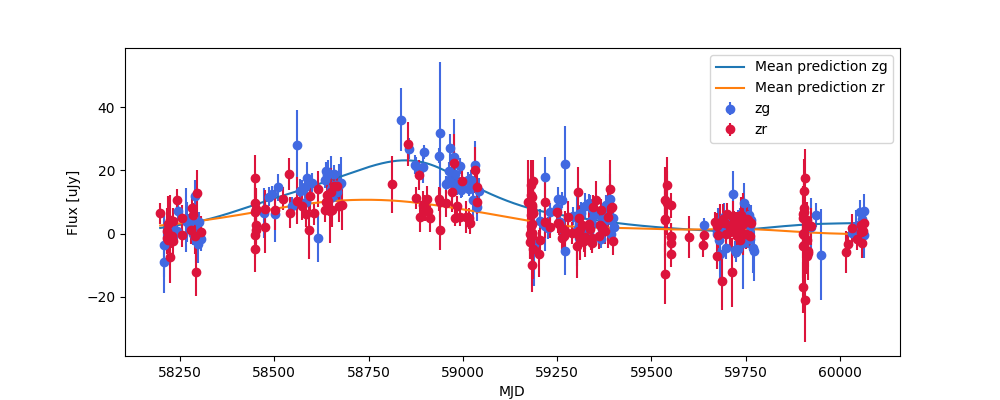 Mean prediction zg
Mean prediction zr
zg
zr
Flux [uJy]
40
20
0
−20
58250 58500 58750 59000 59250 59500 59750 60000
MJD